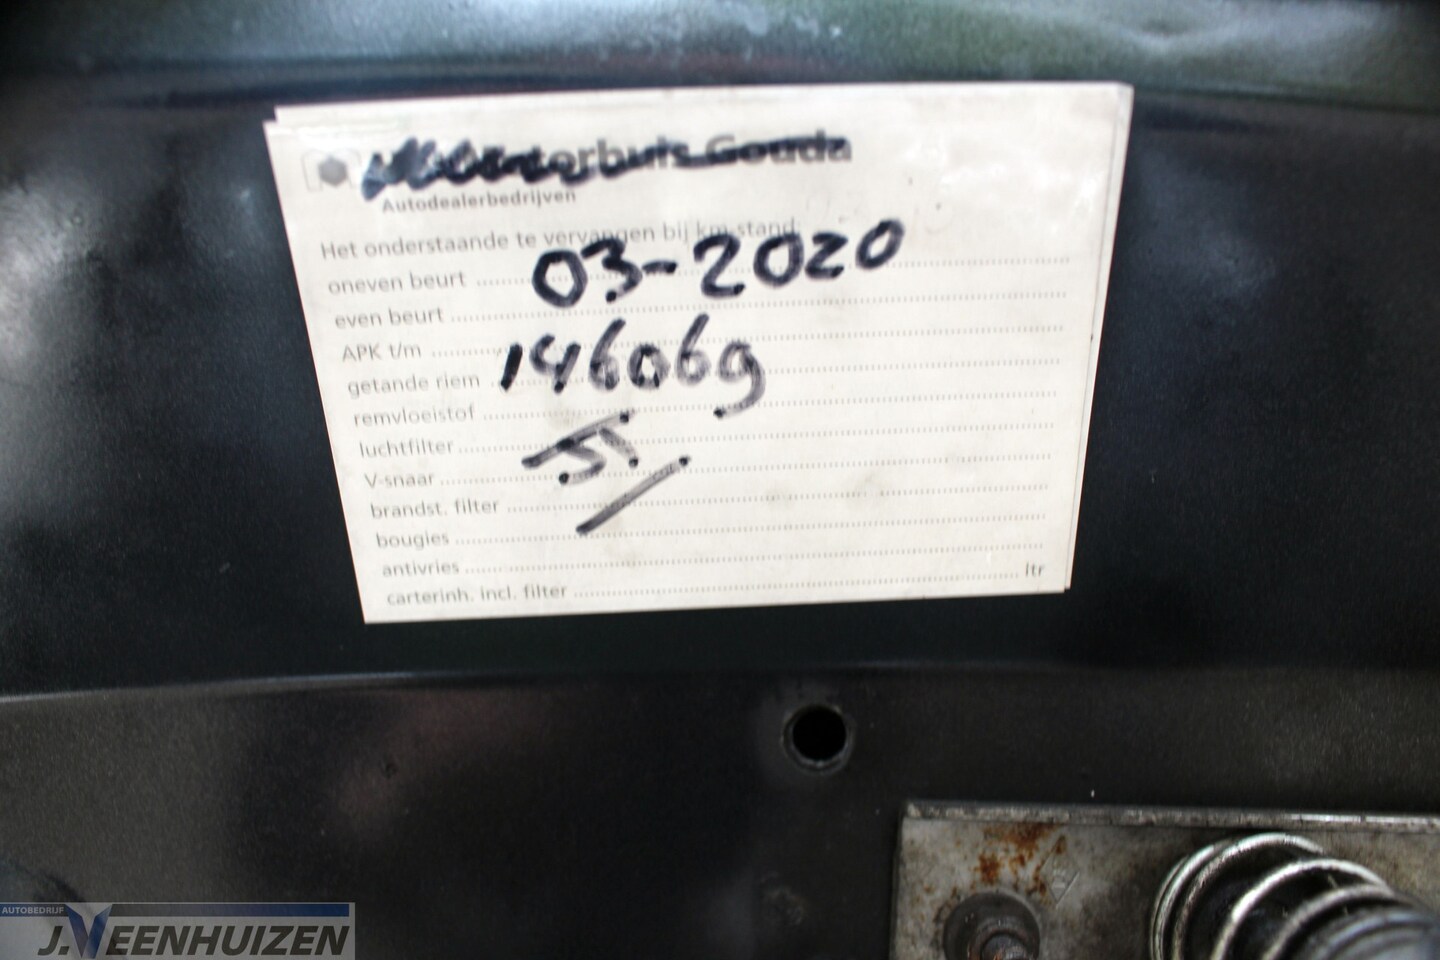 Gouda
Autodealerbedrijven
Het onderstaande te vervangen bij km-stand:
oneven beurt
03-2020
even beurt
APK t/m
146069
getande riem
remvloeistof
luchtfilter
V-snaar
brandst. filter
bougies
antivries
carterinh. incl. filter ltr
AUTOBEDRIJF
J. VEENHUIZEN